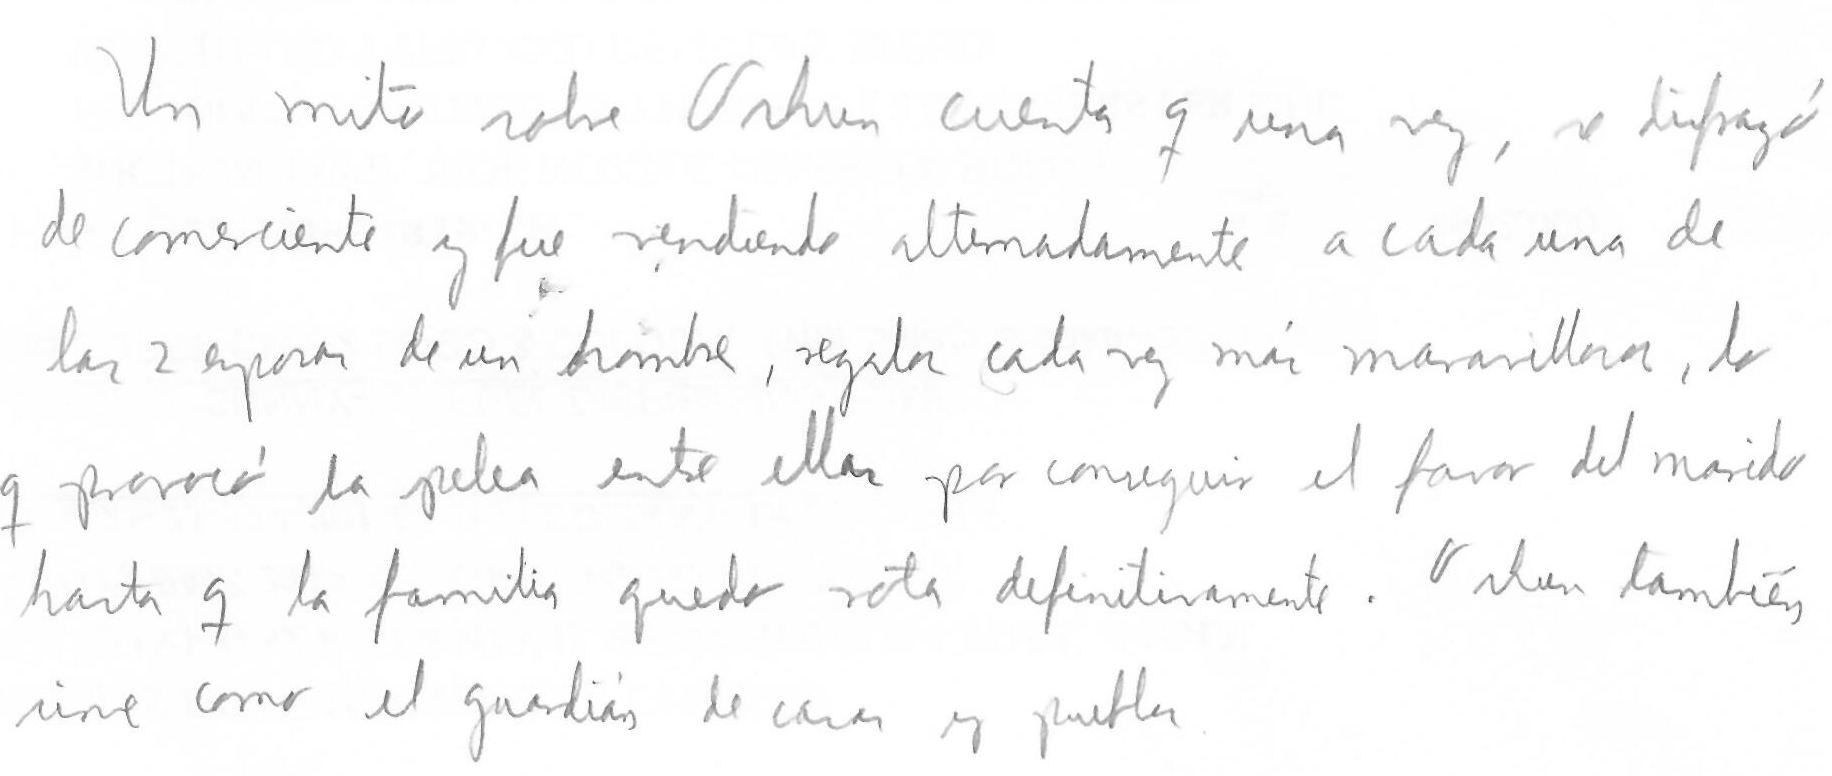 Un mito sobre Oshun cuenta q una vez, se disfrazó
de comerciente y fue vendiendo alternadamente a cada una de
las 2 esposas de un hombre, regalos cada vez más maravillosos, lo
q provocó la pelea entre ellas por conseguir el favor del marido
hasta q la familia quedo rota definitivamente. Oshun también
sirve como el guardián de casas y pueblos.